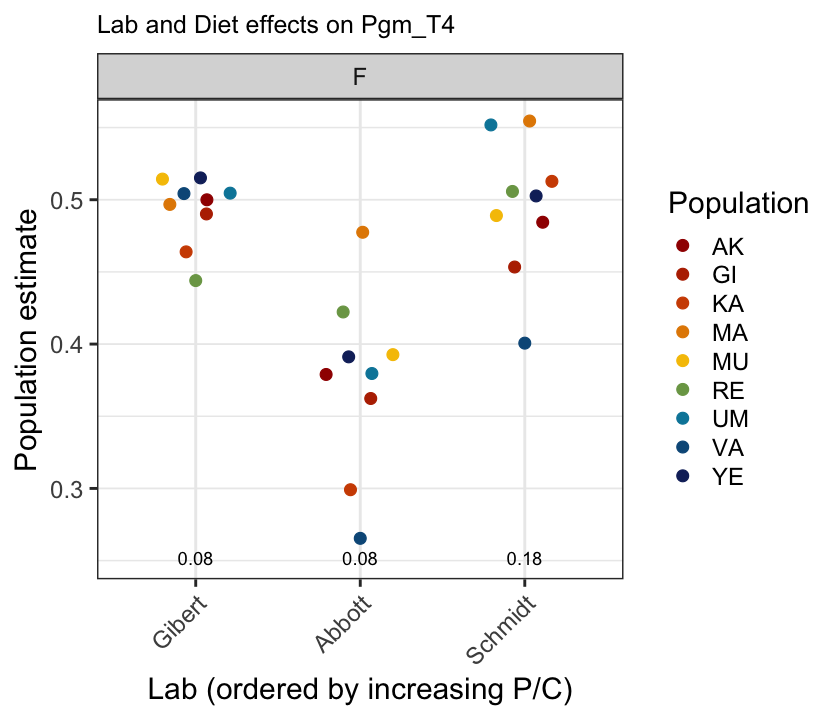 Lab and Diet effects on Pgm_T4
F
Population estimate
0.5
0.4
0.3
0.08 0.08 0.18
Gibert Abbott Schmidt
Lab (ordered by increasing P/C)
Population
AK
GI
KA
MA
MU
RE
UM
VA
YE